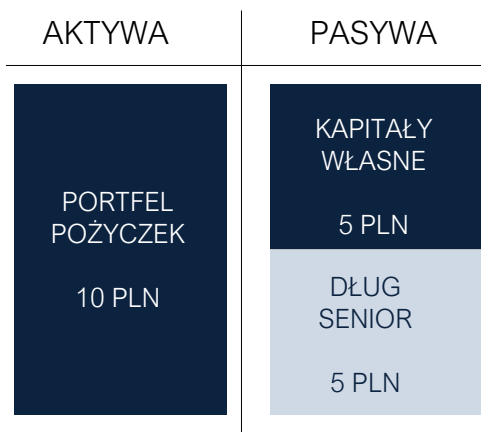 AKTYWA
PASYWA
PORTFEL
POŻYCZEK
10 PLN
KAPITAŁY
WŁASNE
5 PLN
DŁUG
SENIOR
5 PLN